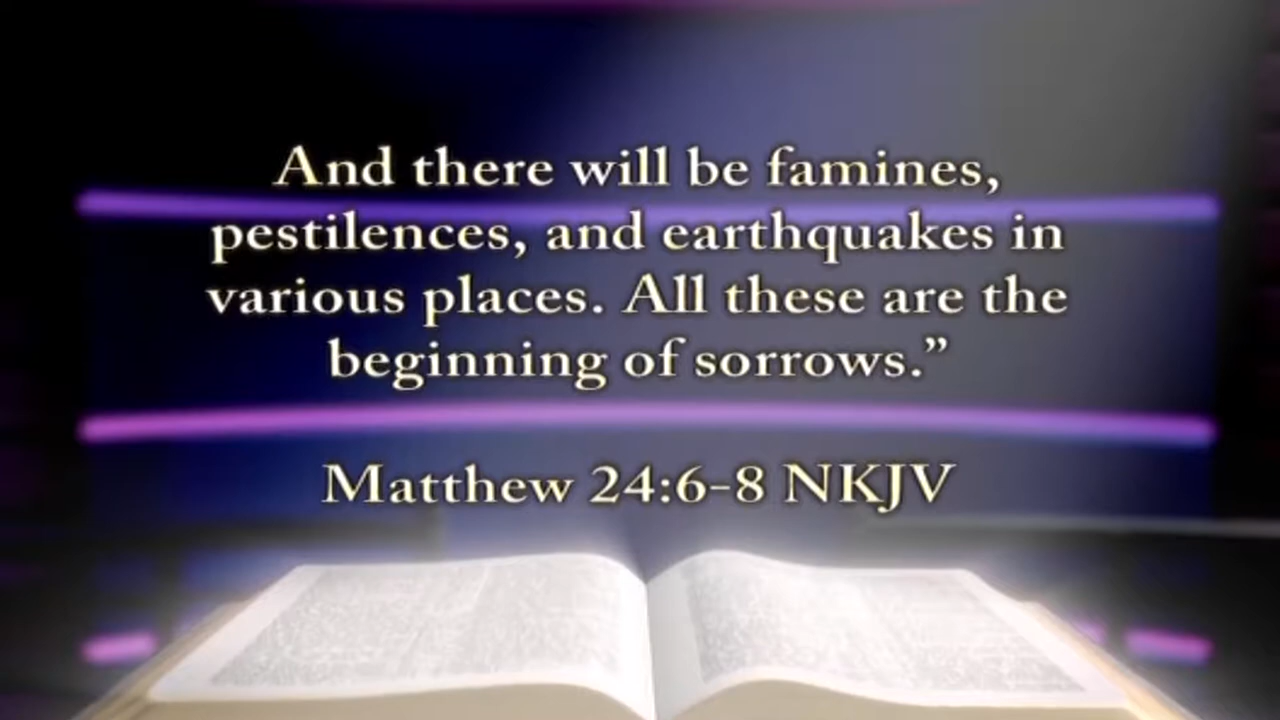 And there will be famines,
pestilences, and earthquakes in
various places. All these are the
beginning of sorrows.”
Matthew 24:6-8 NKJV